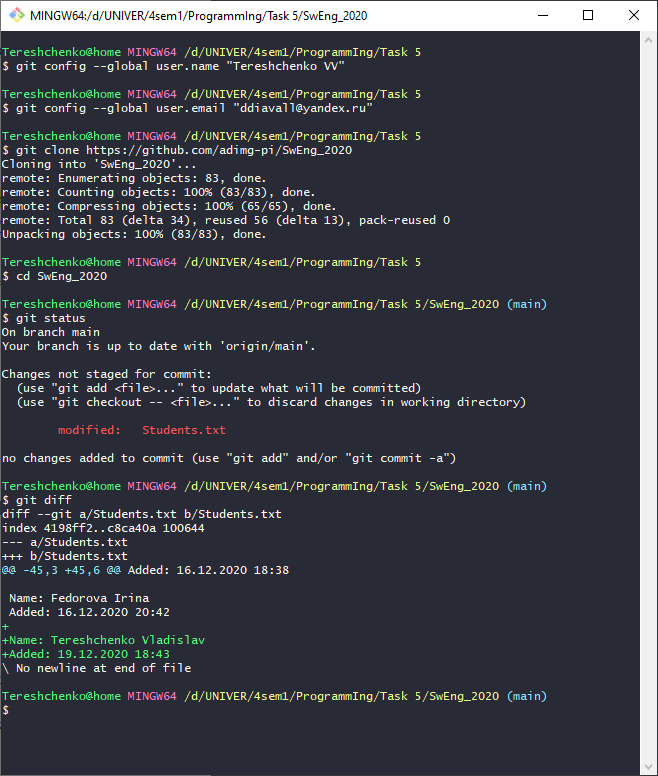 MINGW64:/d/UNIVER/4sem1/ProgrammIng/Task 5/SwEng_2020
Tereshchenko@home MINGW64 /d/UNIVER/4sem1/ProgrammIng/Task 5
$ git config --global user.name "Tereshchenko VV"
Tereshchenko@home MINGW64 /d/UNIVER/4sem1/ProgrammIng/Task 5
$ git config --global user.email "ddiavall@yandex.ru"
Tereshchenko@home MINGW64 /d/UNIVER/4sem1/ProgrammIng/Task 5
$ git clone https://github.com/adimg-pi/SwEng_2020
Cloning into 'SwEng_2020'...
remote: Enumerating objects: 83, done.
remote: Counting objects: 100% (83/83), done.
remote: Compressing objects: 100% (65/65), done.
remote: Total 83 (delta 34), reused 56 (delta 13), pack-reused 0
Unpacking objects: 100% (83/83), done.
Tereshchenko@home MINGW64 /d/UNIVER/4sem1/ProgrammIng/Task 5
$ cd SwEng_2020
Tereshchenko@home MINGW64 /d/UNIVER/4sem1/ProgrammIng/Task 5/SwEng_2020 (main)
$ git status
On branch main
Your branch is up to date with 'origin/main'.
Changes not staged for commit:
  (use "git add <file>..." to update what will be committed)
  (use "git checkout -- <file>..." to discard changes in working directory)
        modified:   Students.txt
no changes added to commit (use "git add" and/or "git commit -a")
Tereshchenko@home MINGW64 /d/UNIVER/4sem1/ProgrammIng/Task 5/SwEng_2020 (main)
$ git diff
diff --git a/Students.txt b/Students.txt
index 4198ff2..c8ca40a 100644
--- a/Students.txt
+++ b/Students.txt
@@ -45,3 +45,6 @@ Added: 16.12.2020 18:38
 Name: Fedorova Irina
 Added: 16.12.2020 20:42
+
+Name: Tereshchenko Vladislav
+Added: 19.12.2020 18:43
\ No newline at end of file
Tereshchenko@home MINGW64 /d/UNIVER/4sem1/ProgrammIng/Task 5/SwEng_2020 (main)
$